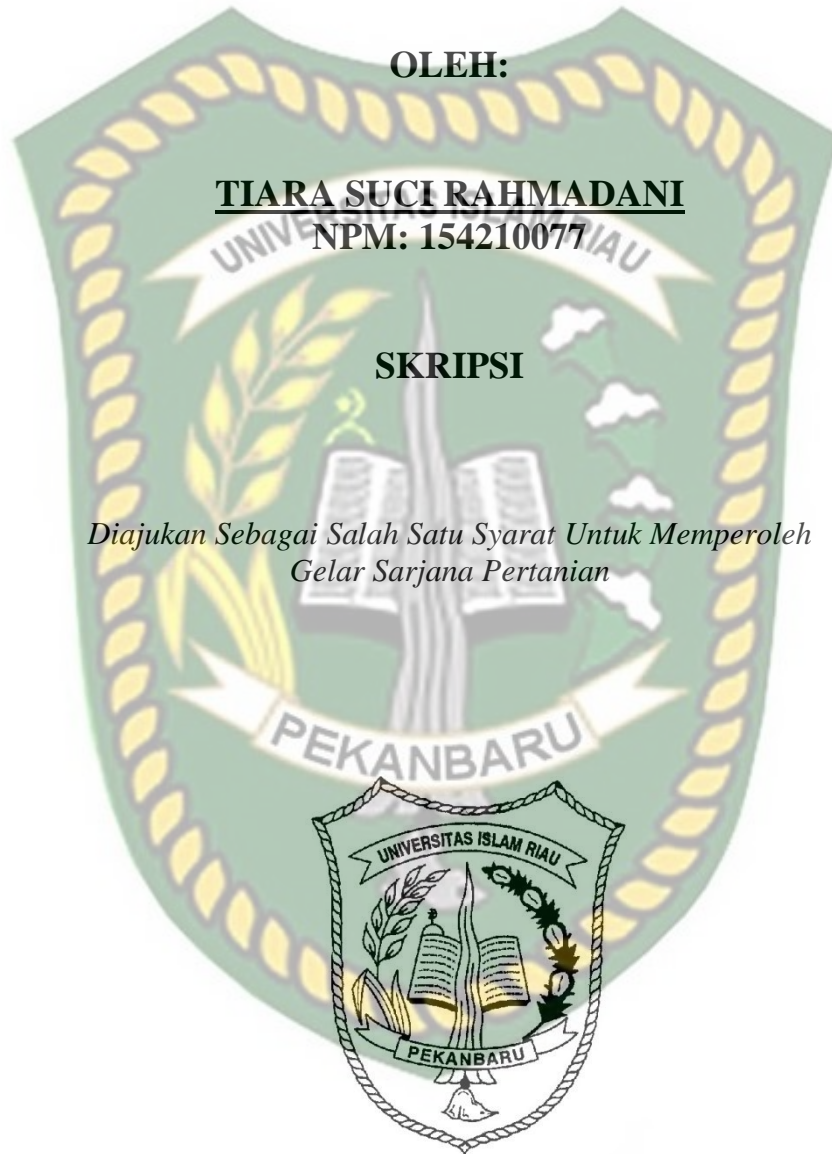 OLEH:
TIARA SUCI RAHMADANI
UNIVERSITAS ISLAM RIAU
NPM: 154210077
SKRIPSI
Diajukan Sebagai Salah Satu Syarat Untuk Memperoleh
Gelar Sarjana Pertanian
PEKANBARU
UNIVERSITAS ISLAM RIAU
PEKANBARU